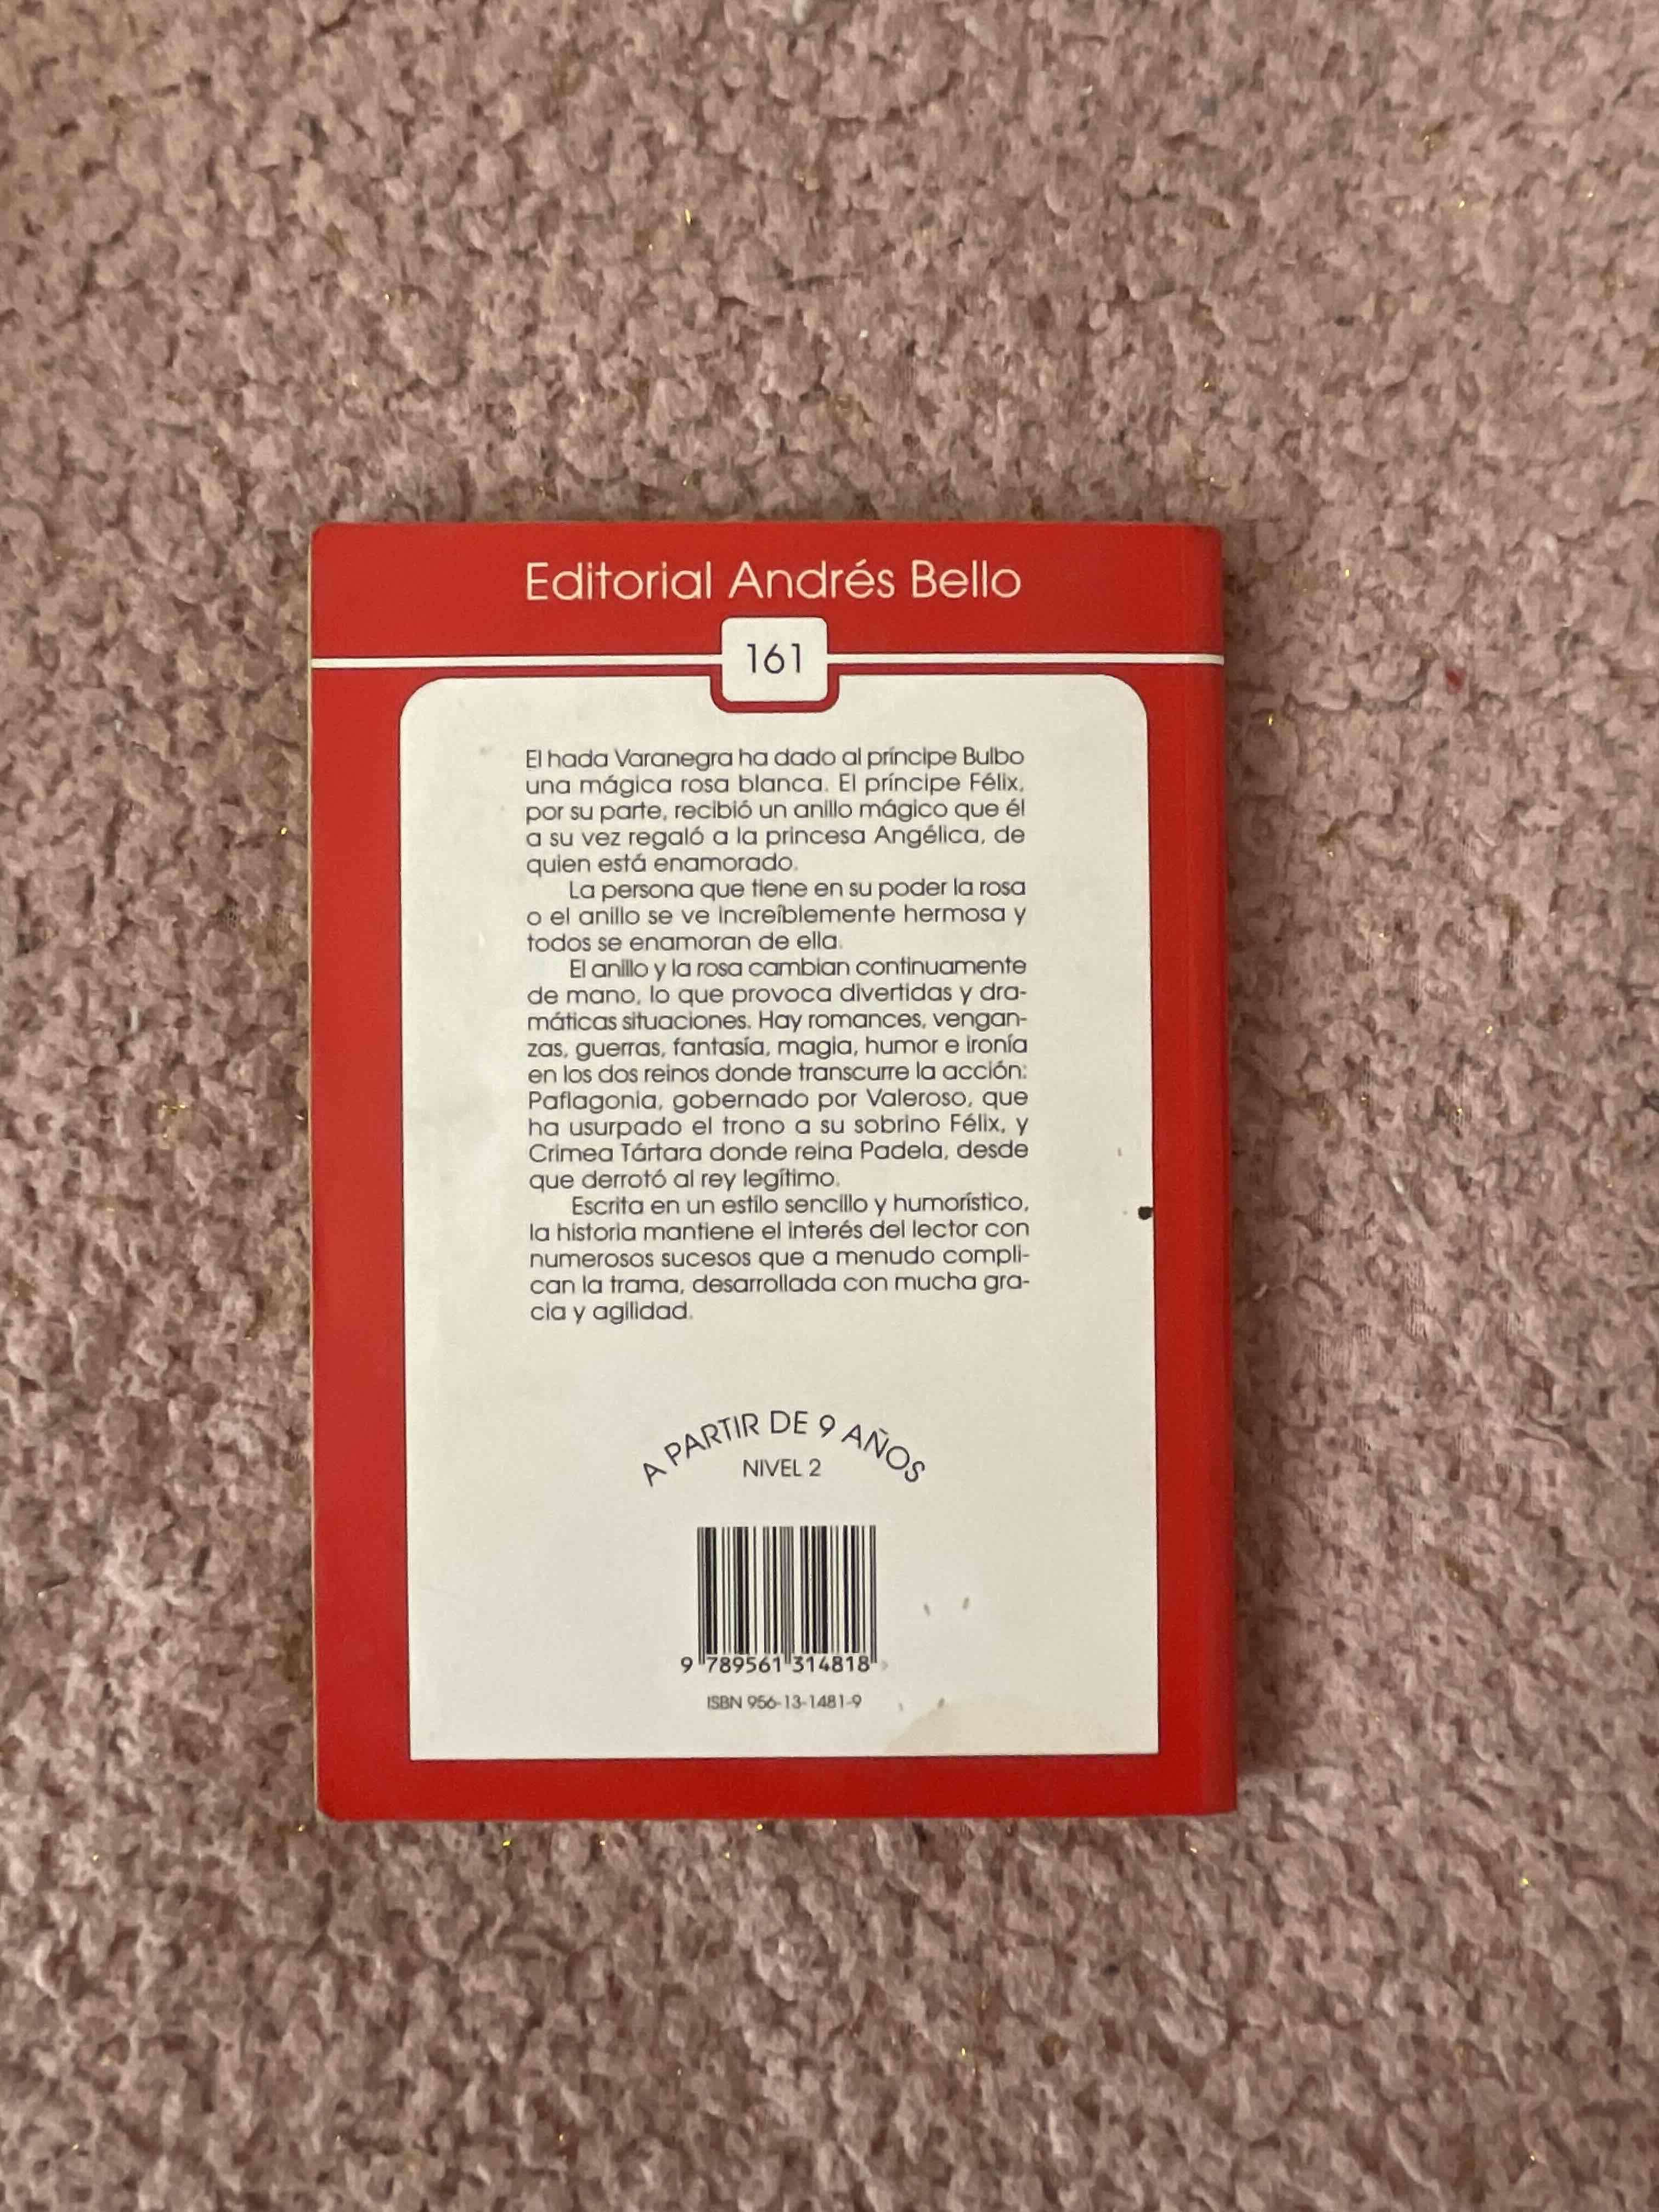 Editorial Andrés Bello
161
El hada Varanegra ha dado al príncipe Bulbo
una mágica rosa blanca. El príncipe Félix,
por su parte, recibió un anillo mágico que él
a su vez regaló a la princesa Angélica, de
quien está enamorado.
La persona que tiene en su poder la rosa
o el anillo se ve increíblemente hermosa y
todos se enamoran de ella.
El anillo y la rosa cambian continuamente
de mano, lo que provoca divertidas y dra-
máticas situaciones. Hay romances, vengan-
zas, guerras, fantasía, magia, humor e ironía
en los dos reinos donde transcurre la acción:
Paflagonia, gobernado por Valeroso, que
ha usurpado el trono a su sobrino Félix, y
Crimea Tártara donde reina Padela, desde
que derrotó al rey legítimo.
Escrita en un estilo sencillo y humorístico,
la historia mantiene el interés del lector con
numerosos sucesos que a menudo compli-
can la trama, desarrollada con mucha gra-
cia y agilidad.
A PARTIR DE 9 AÑOS
NIVEL 2
9 789561 314818
ISBN 956-13-1481-9